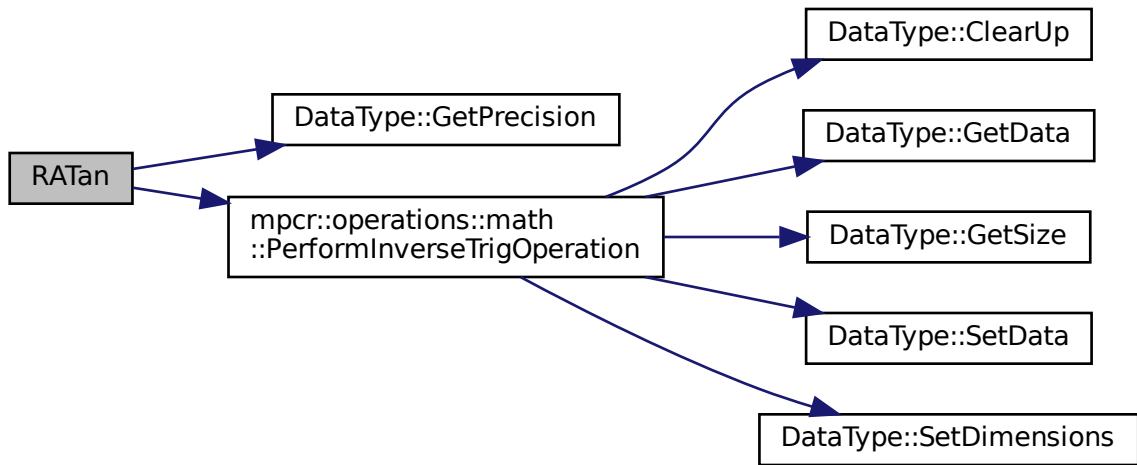 RATan
DataType::GetPrecision
mpcr::operations::math
::PerformInverseTrigOperation
DataType::ClearUp
DataType::GetData
DataType::GetSize
DataType::SetData
DataType::SetDimensions